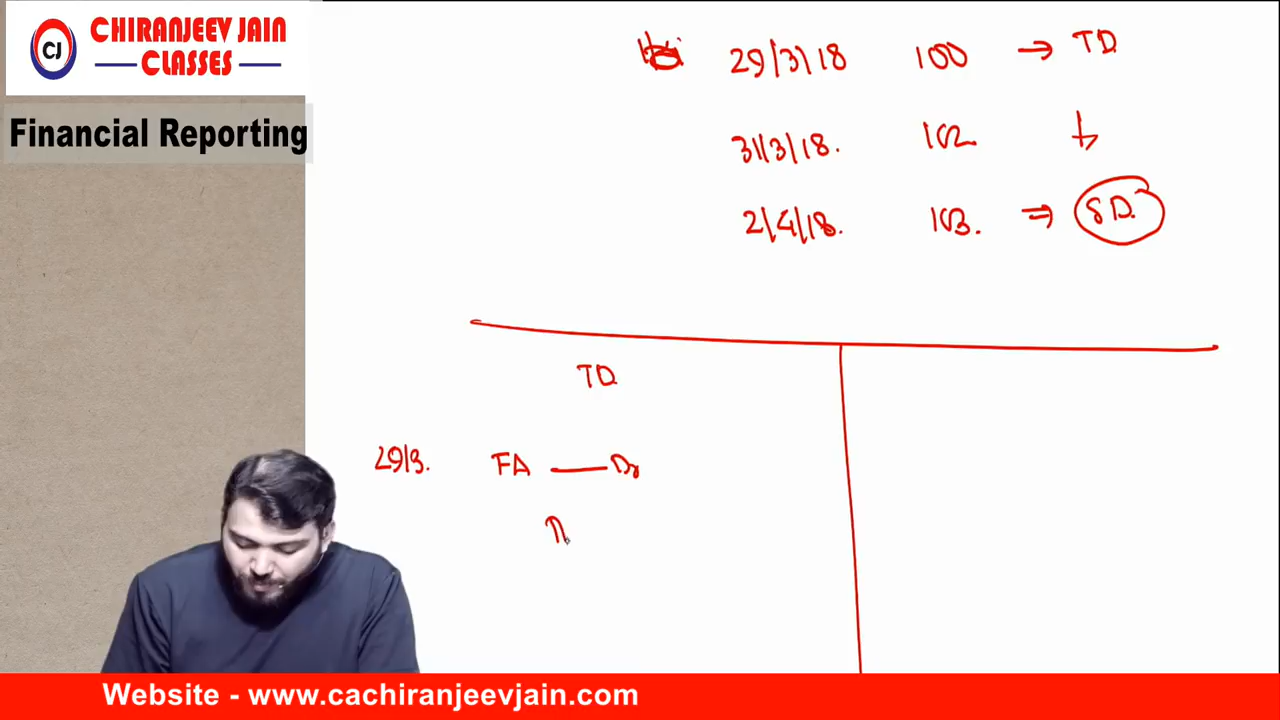 CHIRANJEEV JAIN
CLASSES
CJ
Financial Reporting
29/3/18 100 → TD
31/3/18. 102
2/4/18. 103. ⇒ SD.
TD
29/3. FA — Dr
Website - www.cachiranjeevjain.com